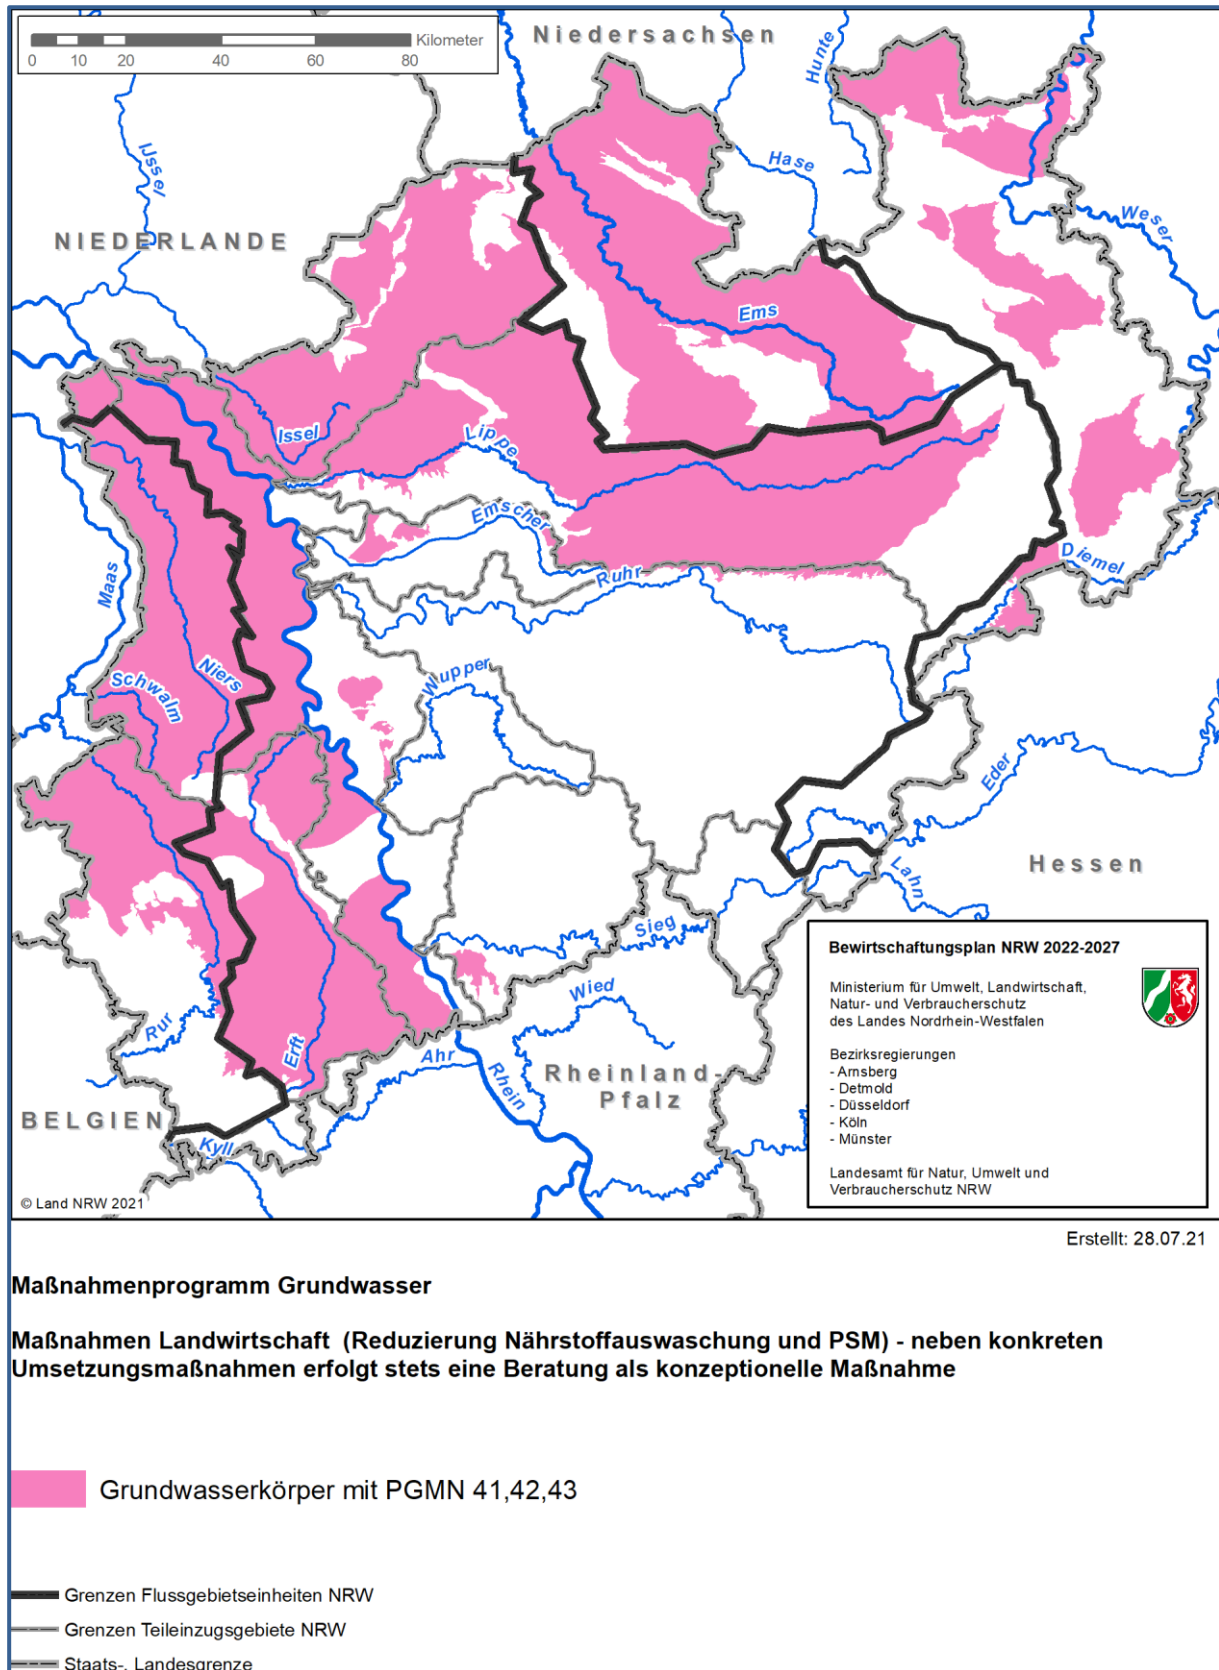 Kilometer
0 10 20 40 60 80
Niedersachsen
Hunte
IJssel
Hase
NIEDERLANDE
Weser
Ems
Issel
Lippe
Emscher
Maas
Ruhr
Diemel
Niers
Schwalm
Wupper
Eder
Hessen
Lahn
Sieg
Wied
Rur
Erft
Ahr
Rhein
Rheinland-
Pfalz
BELGIEN
Kyll
© Land NRW 2021
Bewirtschaftungsplan NRW 2022-2027
Ministerium für Umwelt, Landwirtschaft,
Natur- und Verbraucherschutz
des Landes Nordrhein-Westfalen
Bezirksregierungen
- Arnsberg
- Detmold
- Düsseldorf
- Köln
- Münster
Landesamt für Natur, Umwelt und
Verbraucherschutz NRW
Erstellt: 28.07.21
Maßnahmenprogramm Grundwasser
Maßnahmen Landwirtschaft (Reduzierung Nährstoffauswaschung und PSM) - neben konkreten
Umsetzungsmaßnahmen erfolgt stets eine Beratung als konzeptionelle Maßnahme
Grundwasserkörper mit PGMN 41,42,43
Grenzen Flussgebietseinheiten NRW
Grenzen Teileinzugsgebiete NRW
Staats-, Landesgrenze